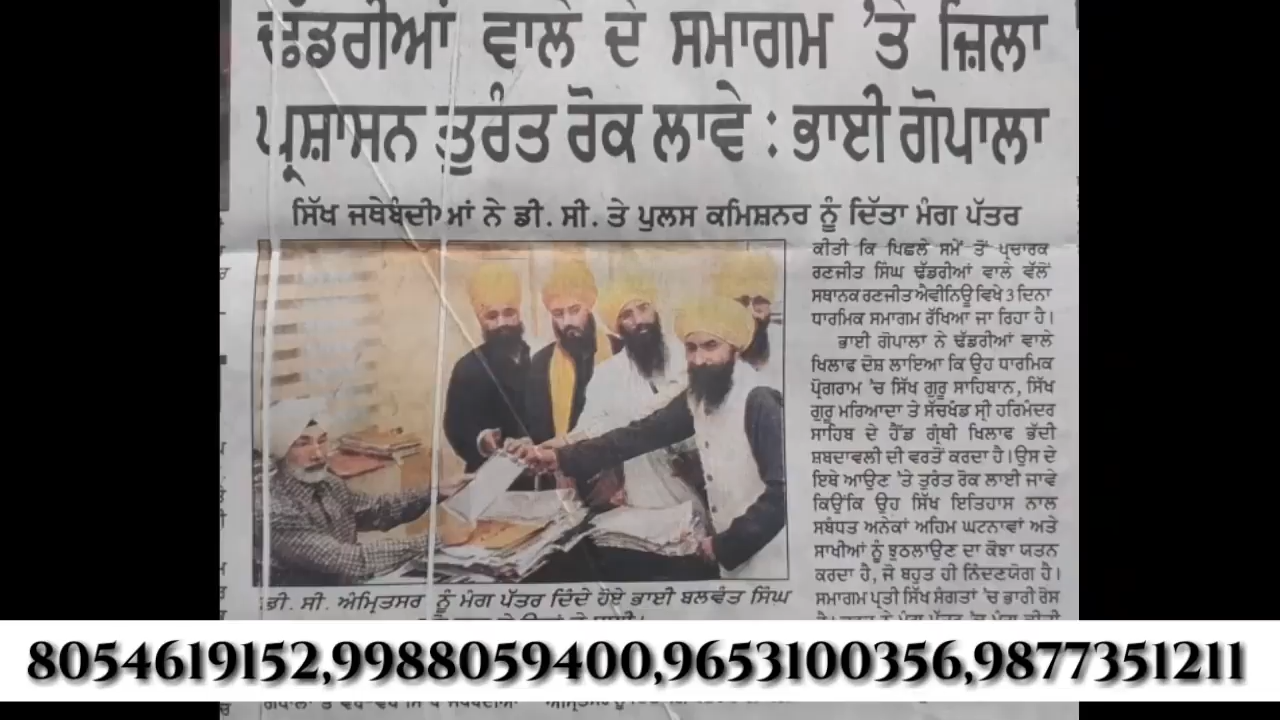 ਢੱਡਰੀਆਂ ਵਾਲੇ ਦੇ ਸਮਾਗਮ ’ਤੇ ਜ਼ਿਲਾ
ਪ੍ਰਸ਼ਾਸਨ ਤੁਰੰਤ ਰੋਕ ਲਾਵੇ : ਭਾਈ ਗੋਪਾਲਾ
ਸਿੱਖ ਜਥੇਬੰਦੀਆਂ ਨੇ ਡੀ. ਸੀ. ਤੇ ਪੁਲਸ ਕਮਿਸ਼ਨਰ ਨੂੰ ਦਿੱਤਾ ਮੰਗ ਪੱਤਰ
ਕੀਤੀ ਕਿ ਪਿਛਲੇ ਸਮੇਂ ਤੋਂ ਪ੍ਰਚਾਰਕ
ਰਣਜੀਤ ਸਿੰਘ ਢੱਡਰੀਆਂ ਵਾਲੇ ਵੱਲੋਂ
ਸਥਾਨਕ ਰਣਜੀਤ ਐਵੀਨਿਊ ਵਿਖੇ 3 ਦਿਨਾ
ਧਾਰਮਿਕ ਸਮਾਗਮ ਰੱਖਿਆ ਜਾ ਰਿਹਾ ਹੈ।
ਭਾਈ ਗੋਪਾਲਾ ਨੇ ਢੱਡਰੀਆਂ ਵਾਲੇ
ਖਿਲਾਫ ਦੋਸ਼ ਲਾਇਆ ਕਿ ਉਹ ਧਾਰਮਿਕ
ਪ੍ਰੋਗਰਾਮ ’ਚ ਸਿੱਖ ਗੁਰੂ ਸਾਹਿਬਾਨ, ਸਿੱਖ
ਗੁਰੂ ਮਰਿਆਦਾ ਤੇ ਸੱਚਖੰਡ ਸ੍ਰੀ ਹਰਿਮੰਦਰ
ਸਾਹਿਬ ਦੇ ਹੈੱਡ ਗ੍ਰੰਥੀ ਖਿਲਾਫ ਭੱਦੀ
ਸ਼ਬਦਾਵਲੀ ਦੀ ਵਰਤੋਂ ਕਰਦਾ ਹੈ। ਉਸ ਦੇ
ਇਥੇ ਆਉਣ ’ਤੇ ਤੁਰੰਤ ਰੋਕ ਲਾਈ ਜਾਵੇ
ਕਿਉਂਕਿ ਉਹ ਸਿੱਖ ਇਤਿਹਾਸ ਨਾਲ
ਸਬੰਧਤ ਅਨੇਕਾਂ ਅਹਿਮ ਘਟਨਾਵਾਂ ਅਤੇ
ਸਾਖੀਆਂ ਨੂੰ ਝੁਠਲਾਉਣ ਦਾ ਕੋਝਾ ਯਤਨ
ਕਰਦਾ ਹੈ, ਜੋ ਬਹੁਤ ਹੀ ਨਿੰਦਣਯੋਗ ਹੈ।
ਸਮਾਗਮ ਪ੍ਰਤੀ ਸਿੱਖ ਸੰਗਤਾਂ ’ਚ ਭਾਰੀ ਰੋਸ
ਡੀ. ਸੀ. ਅੰਮ੍ਰਿਤਸਰ ਨੂੰ ਮੰਗ ਪੱਤਰ ਦਿੰਦੇ ਹੋਏ ਭਾਈ ਬਲਵੰਤ ਸਿੰਘ
8054619152,9988059400,9653100356,9877351211